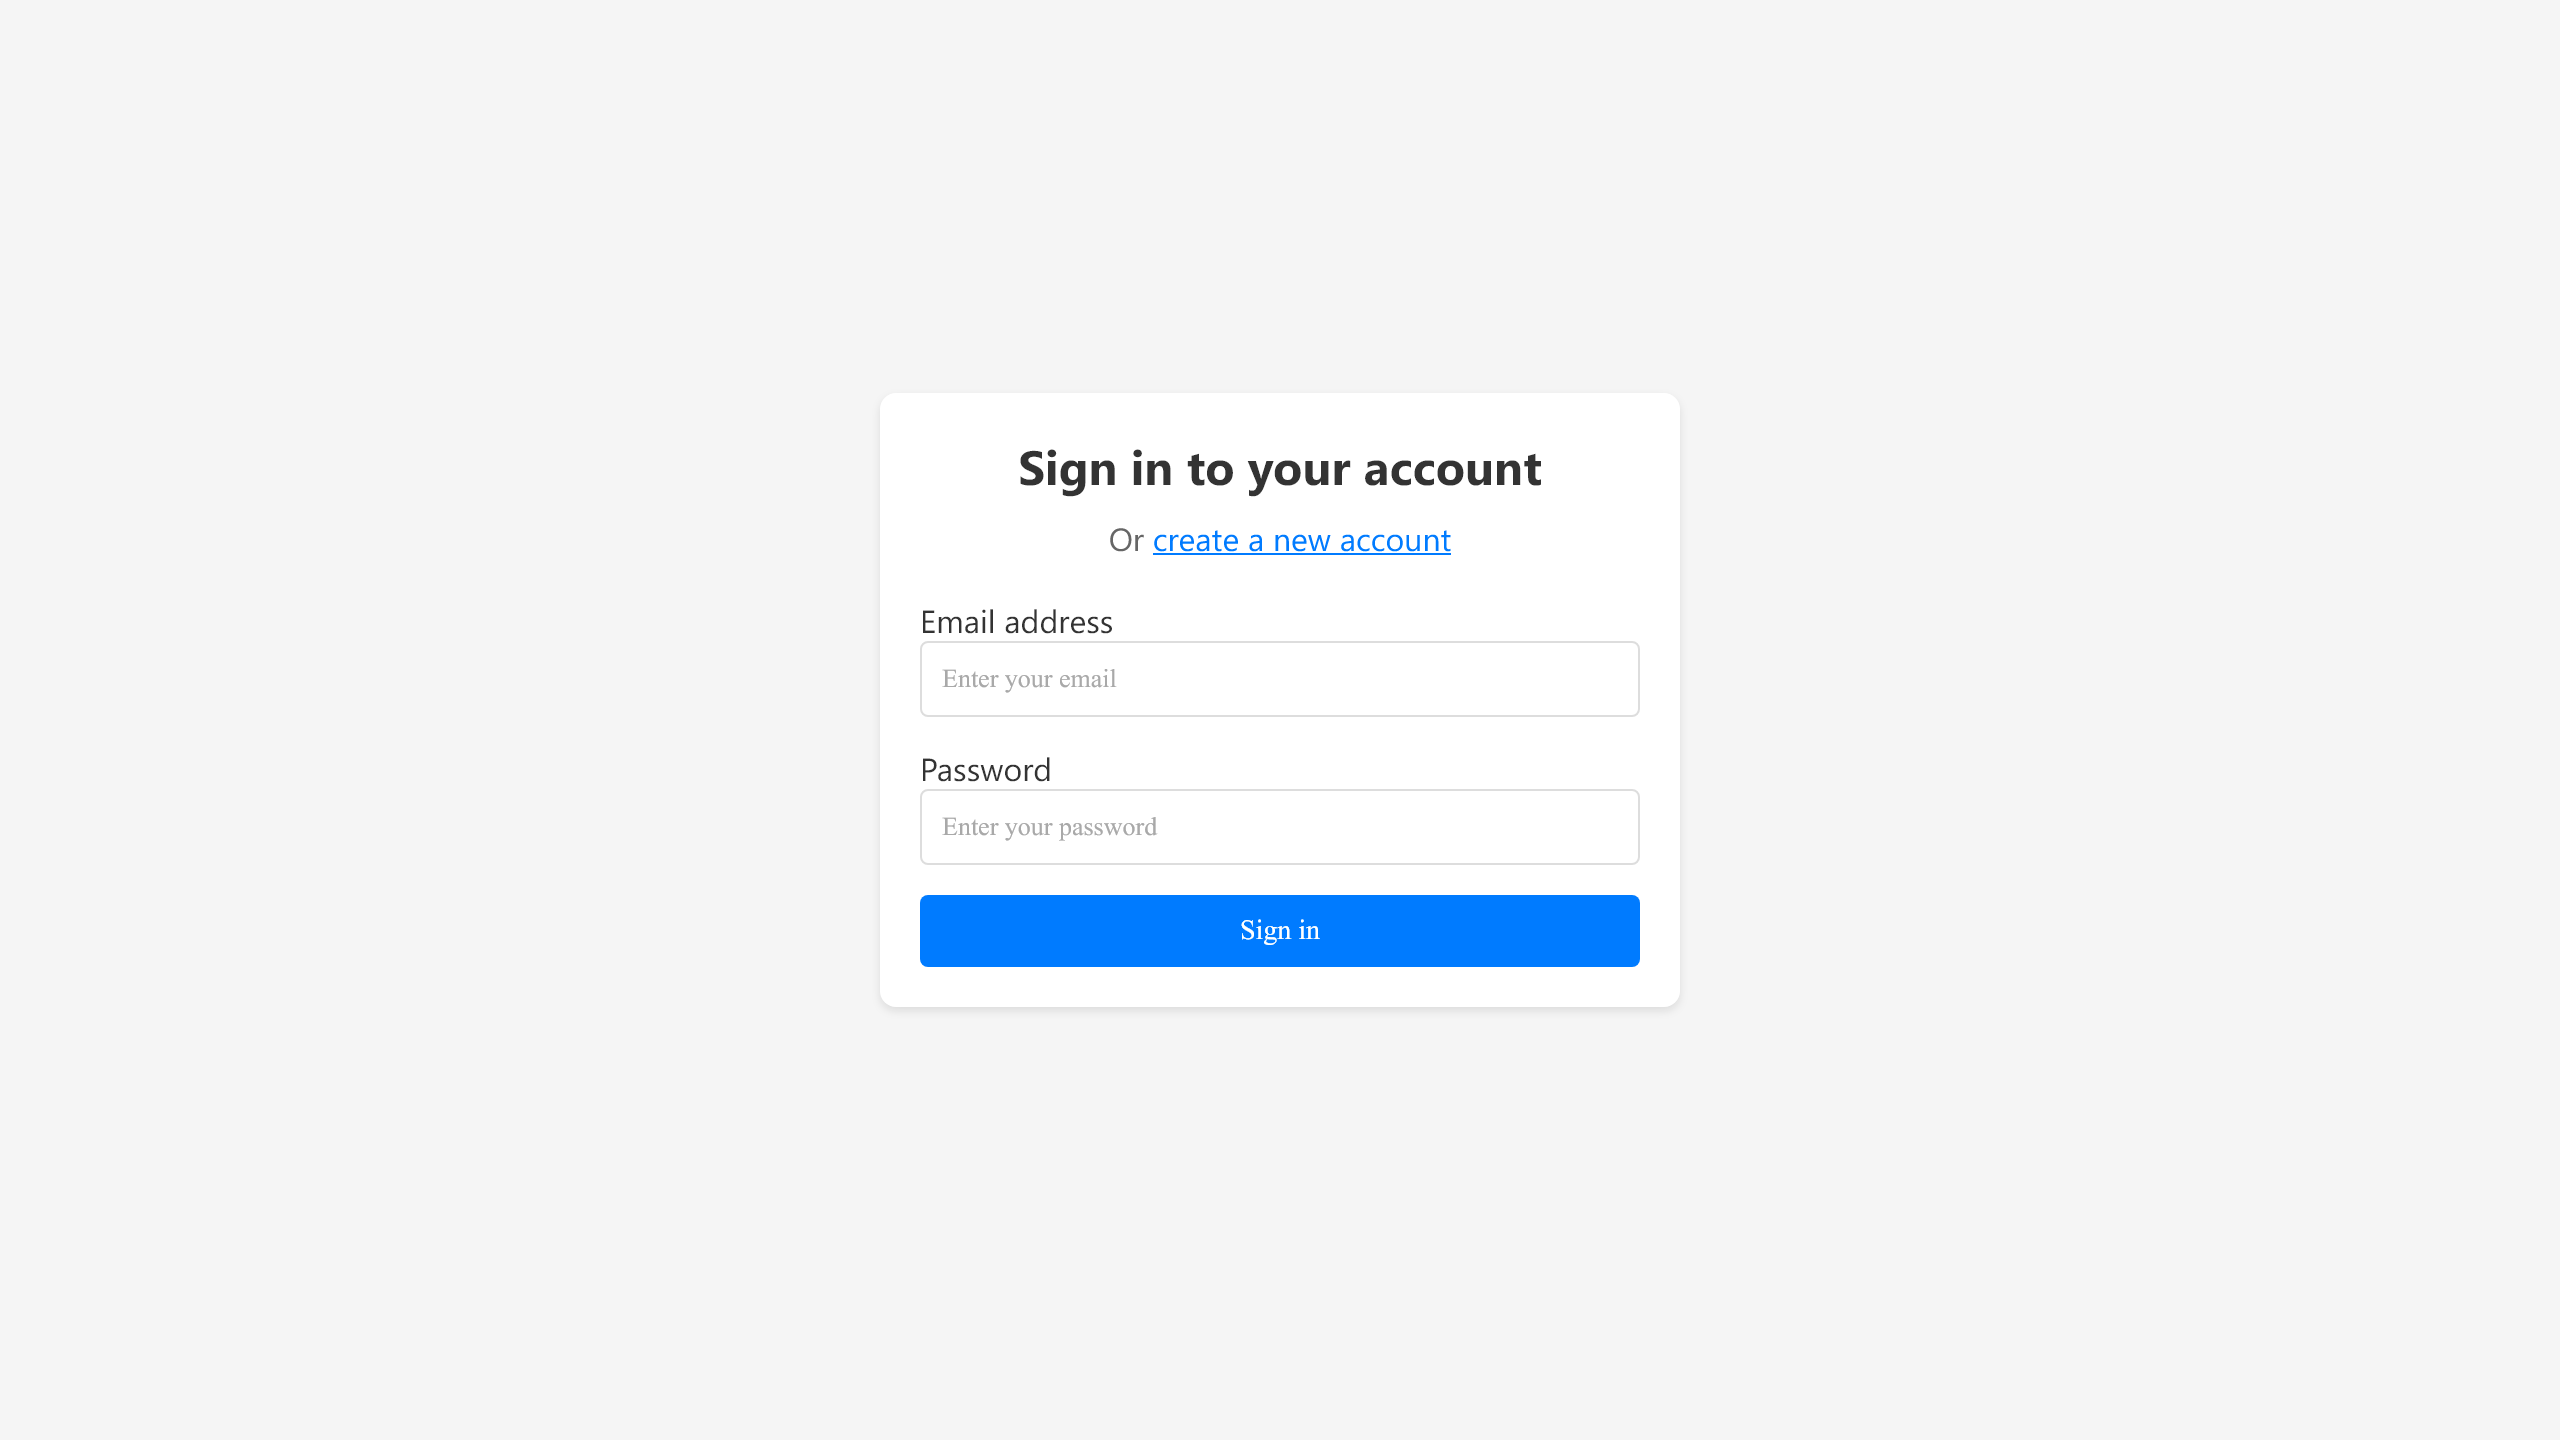 Sign in to your account
Or create a new account
Email address
Enter your email
Password
Enter your password
Sign in